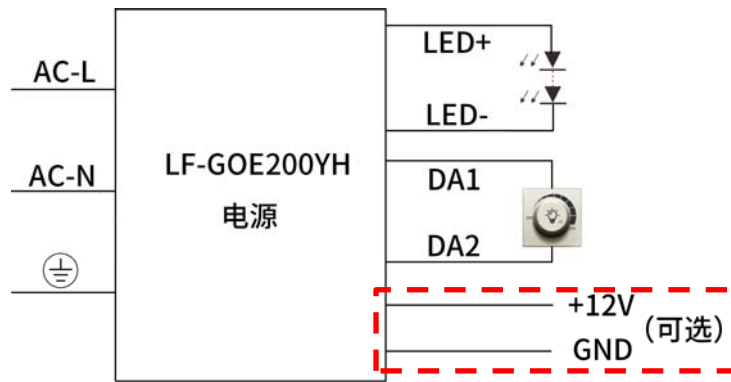 AC-L
AC-N
LF-GOE200YH
电源
LED+
LED-
DA1
DA2
+12V
GND
(可选)